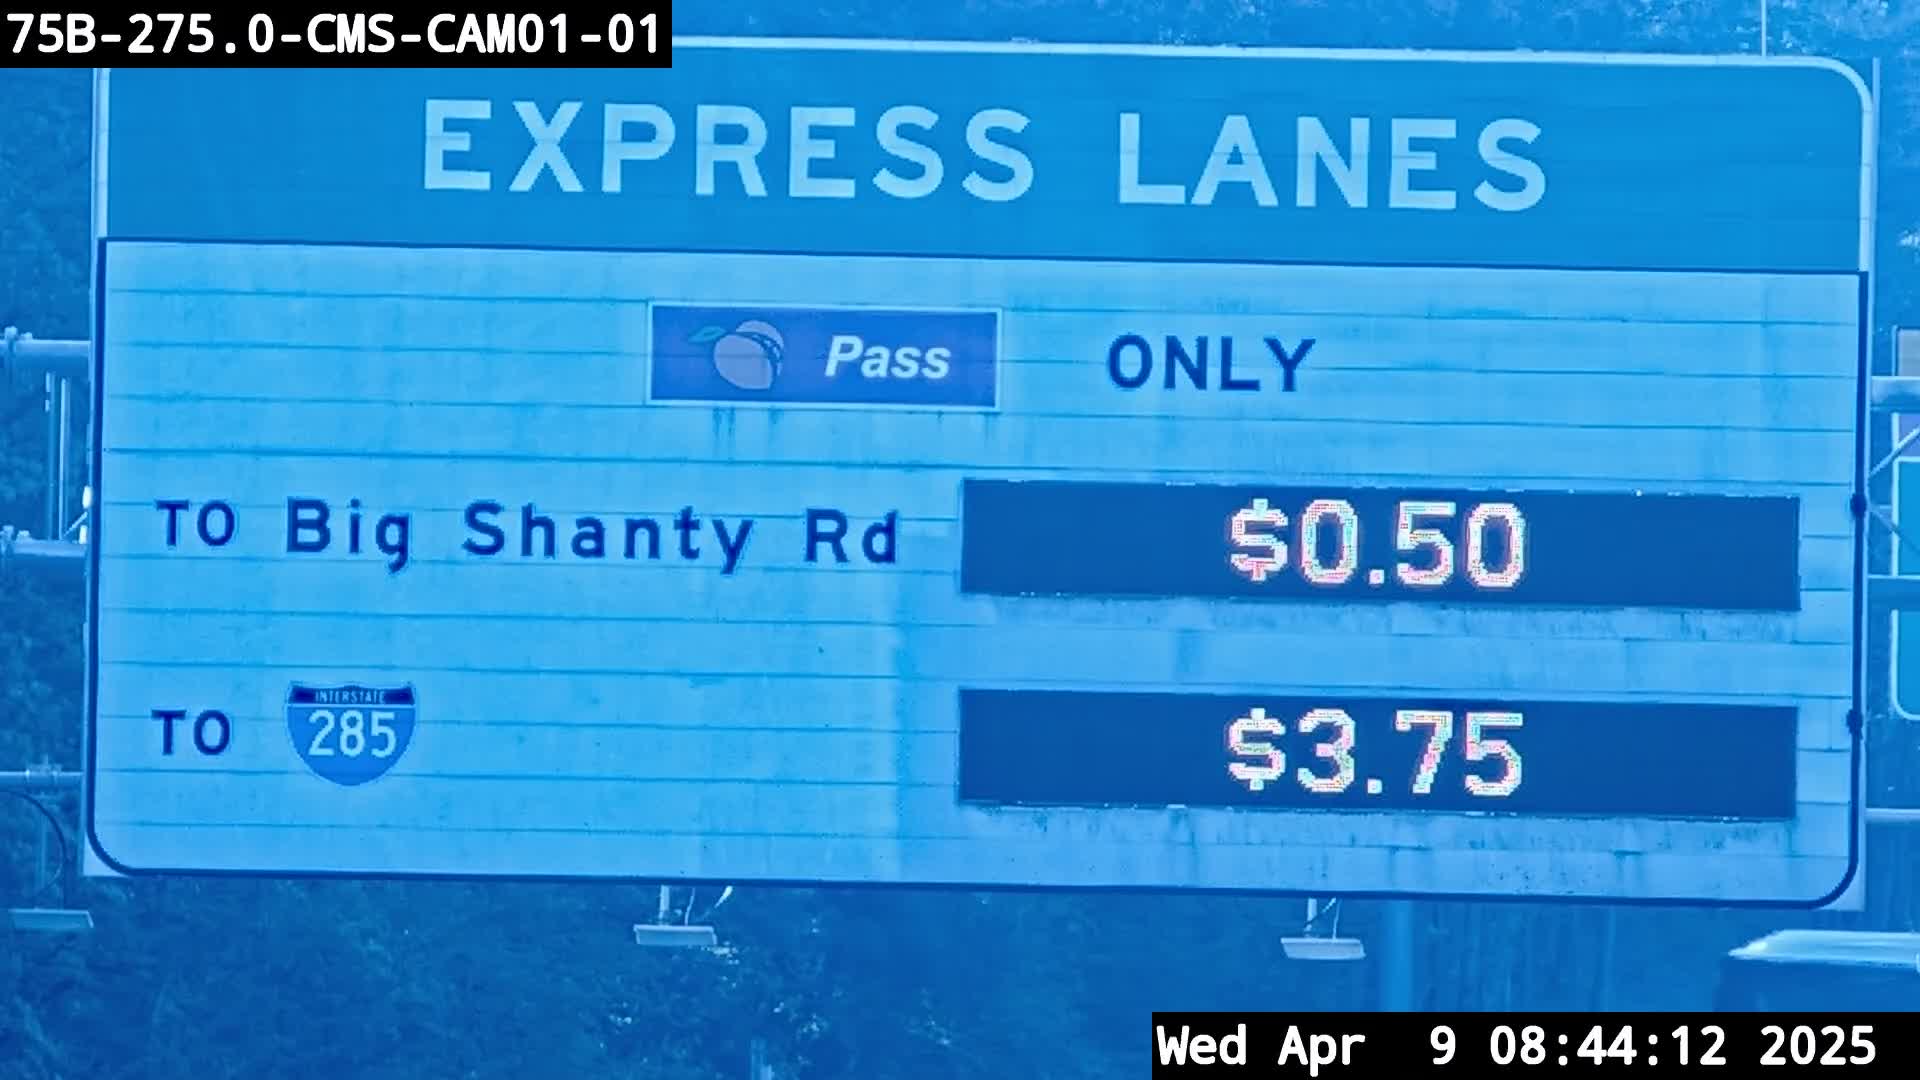 75B-275.0-CMS-CAM01-01
EXPRESS LANES
Pass ONLY
TO Big Shanty Rd $0.50
INTERSTATE
TO 285 $3.75
Wed Apr 9 08:44:12 2025